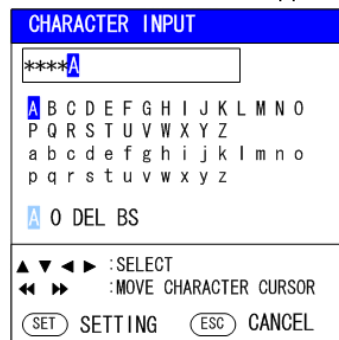 CHARACTER INPUT
****A
A B C D E F G H I J K L M N O
P Q R S T U V W X Y Z
a b c d e f g h i j k l m n o
p q r s t u v w x y z
A 0 DEL BS
▲ ▼ ◀ ▶ :SELECT
◀◀ ▶▶ :MOVE CHARACTER CURSOR
SET SETTING ESC CANCEL